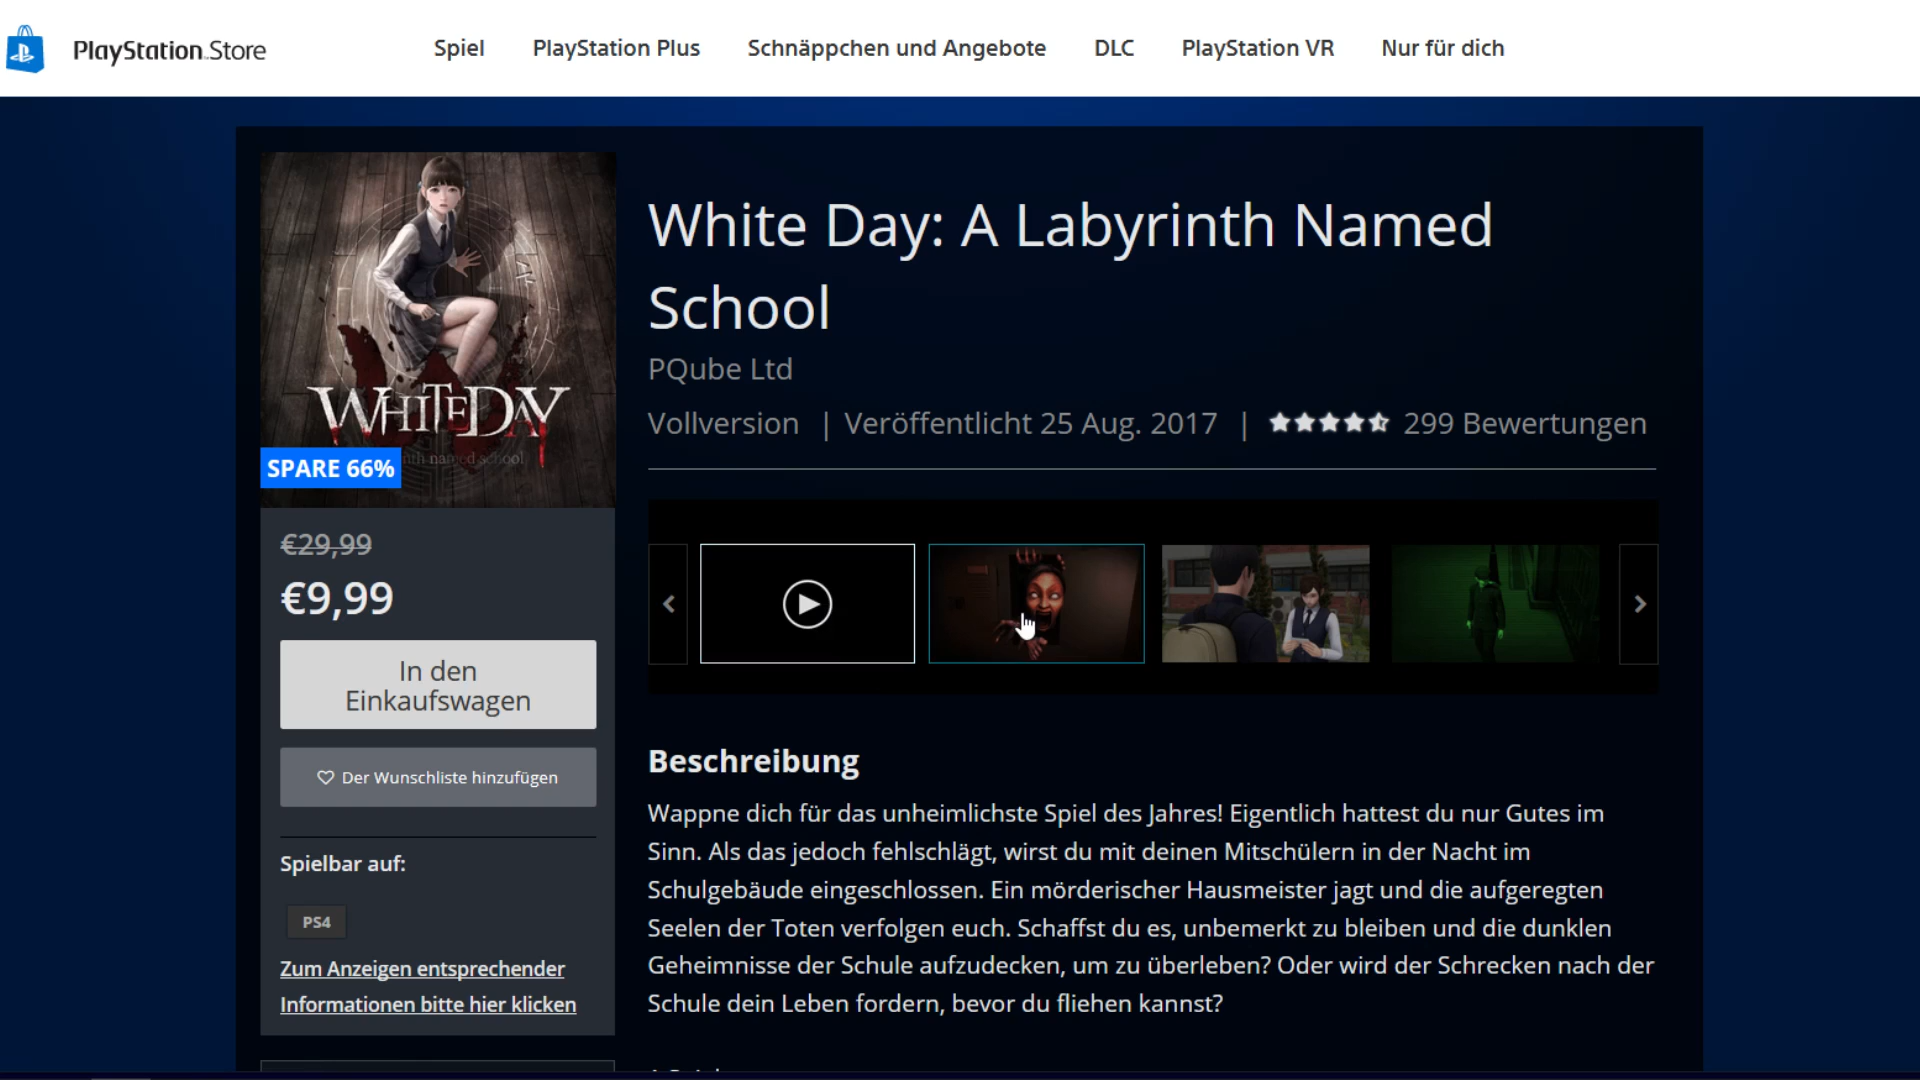 PlayStation Store
Spiel PlayStation Plus Schnäppchen und Angebote DLC PlayStation VR Nur für dich
WHITEDAY
named school
SPARE 66%
€29,99
€9,99
In den
Einkaufswagen
Der Wunschliste hinzufügen
Spielbar auf:
PS4
Zum Anzeigen entsprechender
Informationen bitte hier klicken
White Day: A Labyrinth Named
School
PQube Ltd
Vollversion | Veröffentlicht 25 Aug. 2017 | 299 Bewertungen
Beschreibung
Wappne dich für das unheimlichste Spiel des Jahres! Eigentlich hattest du nur Gutes im
Sinn. Als das jedoch fehlschlägt, wirst du mit deinen Mitschülern in der Nacht im
Schulgebäude eingeschlossen. Ein mörderischer Hausmeister jagt und die aufgeregten
Seelen der Toten verfolgen euch. Schaffst du es, unbemerkt zu bleiben und die dunklen
Geheimnisse der Schule aufzudecken, um zu überleben? Oder wird der Schrecken nach der
Schule dein Leben fordern, bevor du fliehen kannst?